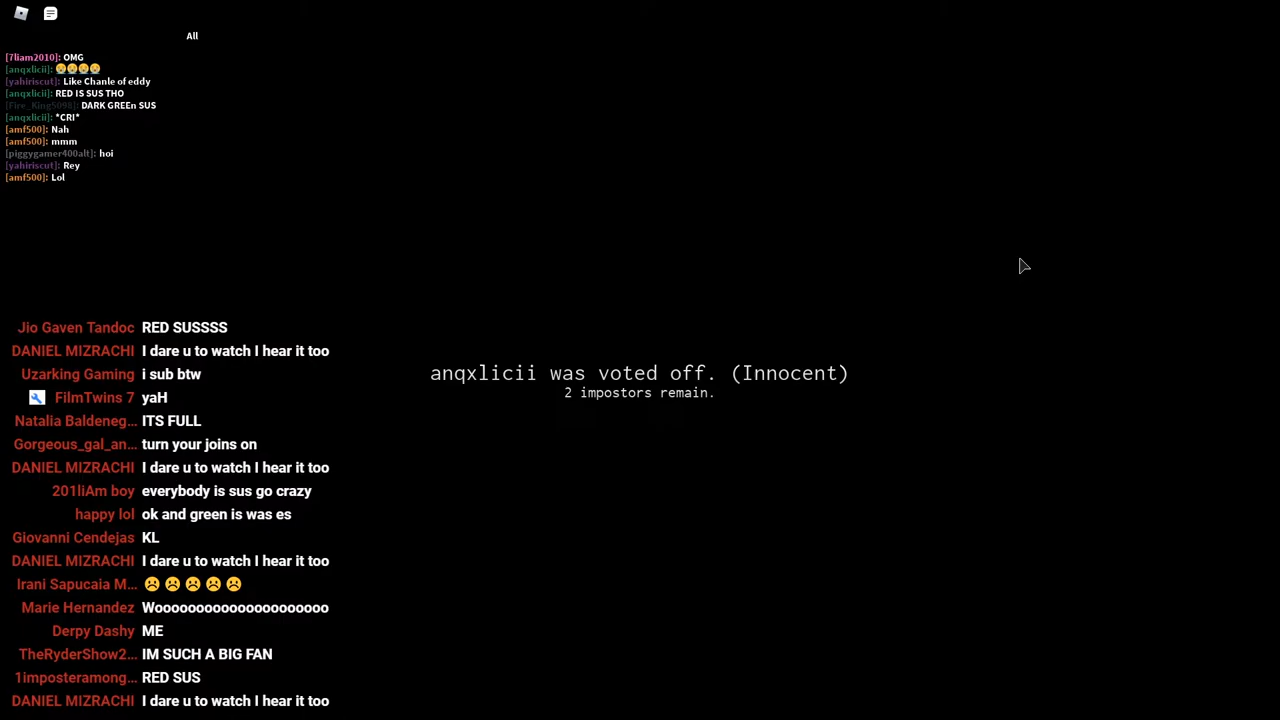 All
[7liam2010]: OMG
[anqxlicii]: 😢😢😢😢
[yahiriscut]: Like Chanle of eddy
[anqxlicii]: RED IS SUS THO
[Fire_King5098]: DARK GREEn SUS
[anqxlicii]: *CRI*
[amf500]: Nah
[amf500]: mmm
[piggygamer400alt]: hoi
[yahiriscut]: Rey
[amf500]: Lol
Jio Gaven Tandoc RED SUSSSS
DANIEL MIZRACHI I dare u to watch I hear it too
Uzarking Gaming i sub btw
FilmTwins 7 yaH
Natalia Baldeneg... ITS FULL
Gorgeous_gal_an... turn your joins on
DANIEL MIZRACHI I dare u to watch I hear it too
201liAm boy everybody is sus go crazy
happy lol ok and green is was es
Giovanni Cendejas KL
DANIEL MIZRACHI I dare u to watch I hear it too
Irani Sapucaia M... ☹️☹️☹️☹️☹️
Marie Hernandez Wooooooooooooooooooooo
Derpy Dashy ME
TheRyderShow2... IM SUCH A BIG FAN
1imposteramong... RED SUS
DANIEL MIZRACHI I dare u to watch I hear it too
anqxlicii was voted off. (Innocent)
2 impostors remain.